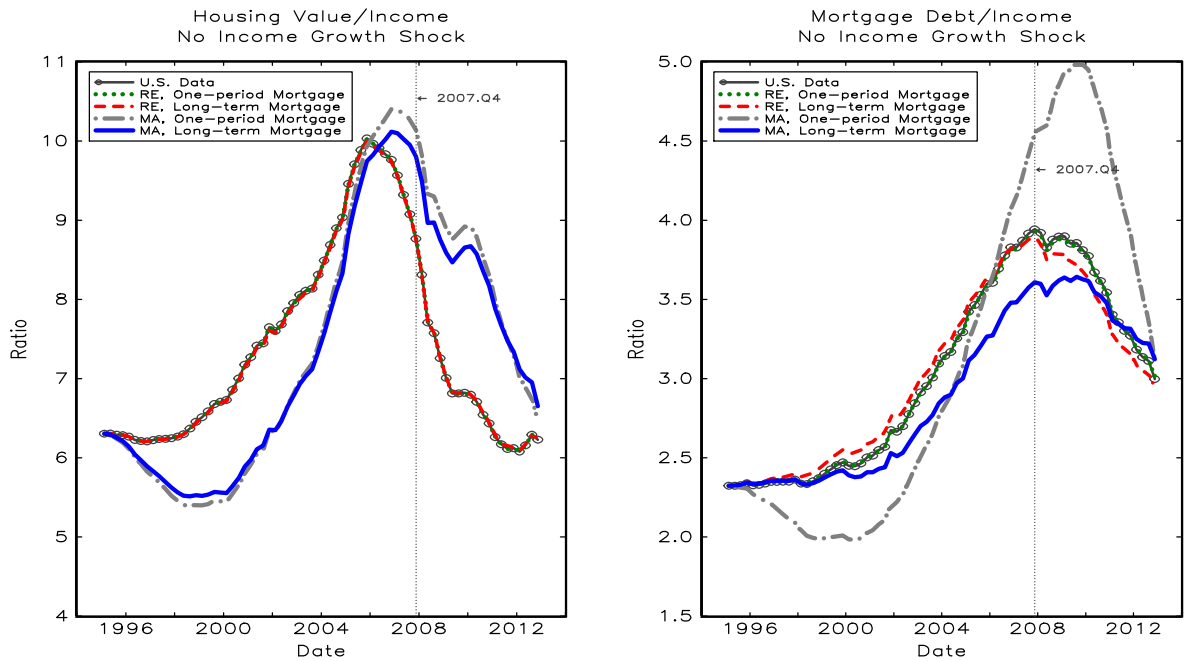 Housing Value/Income
No Income Growth Shock
11
10
9
8
7
6
5
4
Ratio
U.S. Data
RE, One-period Mortgage
RE, Long-term Mortgage
MA, One-period Mortgage
MA, Long-term Mortgage
← 2007.Q4
1996 2000 2004 2008 2012
Date
Mortgage Debt/Income
No Income Growth Shock
5.0
4.5
4.0
3.5
3.0
2.5
2.0
1.5
Ratio
U.S. Data
RE, One-period Mortgage
RE, Long-term Mortgage
MA, One-period Mortgage
MA, Long-term Mortgage
← 2007.Q4
1996 2000 2004 2008 2012
Date